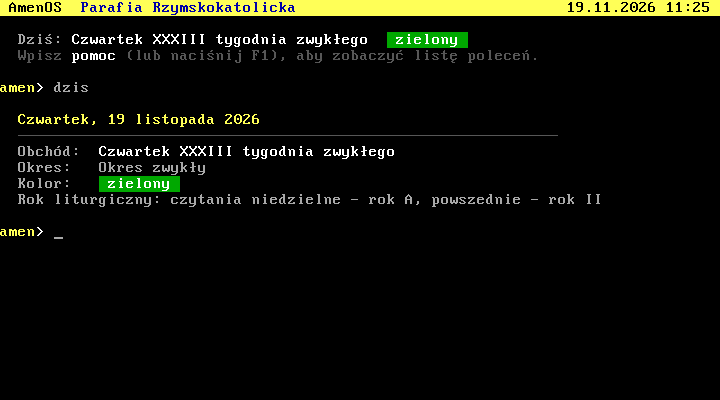 AmenOS  Parafia Rzymskokatolicka  19.11.2026 11:25
Dziś: Czwartek XXXIII tygodnia zwykłego  zielony
Wpisz pomoc (lub naciśnij F1), aby zobaczyć listę poleceń.
amen> dzis
Czwartek, 19 listopada 2026
Obchód:  Czwartek XXXIII tygodnia zwykłego
Okres:  Okres zwykły
Kolor:  zielony
Rok liturgiczny: czytania niedzielne - rok A, powszednie - rok II
amen> _